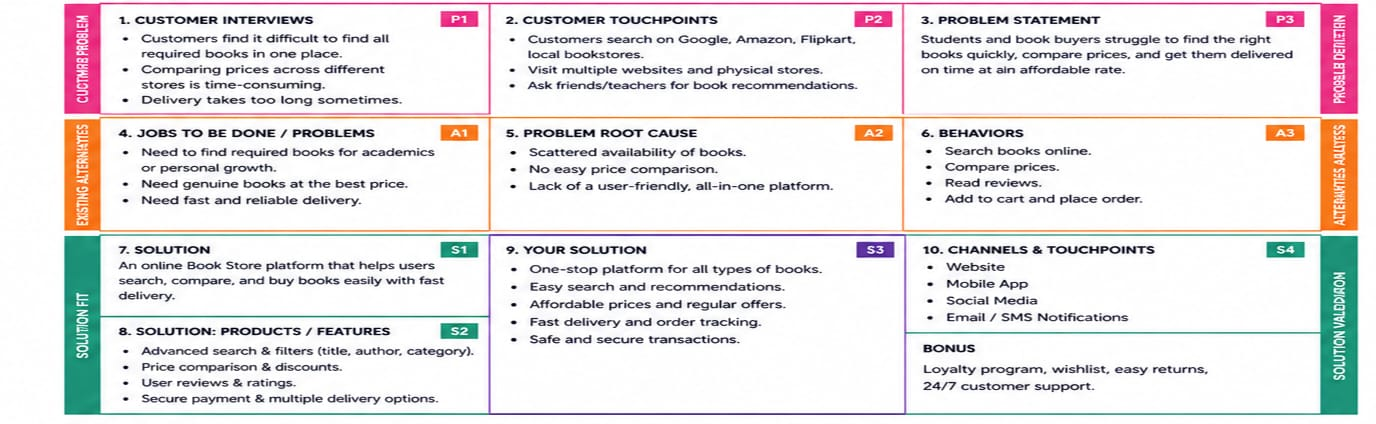 CUCTMRB PROBLEM
1. CUSTOMER INTERVIEWS
P1
• Customers find it difficult to find all
required books in one place.
• Comparing prices across different
stores is time-consuming.
• Delivery takes too long sometimes.
2. CUSTOMER TOUCHPOINTS
P2
• Customers search on Google, Amazon, Flipkart,
local bookstores.
• Visit multiple websites and physical stores.
• Ask friends/teachers for book recommendations.
3. PROBLEM STATEMENT
P3
Students and book buyers struggle to find the right
books quickly, compare prices, and get them delivered
on time at ain affordable rate.
EXISTING
4. JOBS TO BE DONE / PROBLEMS
A1
• Need to find required books for academics
or personal growth.
• Need genuine books at the best price.
• Need fast and reliable delivery.
5. PROBLEM ROOT CAUSE
A2
• Scattered availability of books.
• No easy price comparison.
• Lack of a user-friendly, all-in-one platform.
6. BEHAVIORS
A3
• Search books online.
• Compare prices.
• Read reviews.
• Add to cart and place order.
SOLUTION FIT
7. SOLUTION
S1
An online Book Store platform that helps users
search, compare, and buy books easily with fast
delivery.
8. SOLUTION: PRODUCTS / FEATURES
S2
• Advanced search & filters (title, author, category).
• Price comparison & discounts.
• User reviews & ratings.
• Secure payment & multiple delivery options.
9. YOUR SOLUTION
S3
• One-stop platform for all types of books.
• Easy search and recommendations.
• Affordable prices and regular offers.
• Fast delivery and order tracking.
• Safe and secure transactions.
10. CHANNELS & TOUCHPOINTS
S4
• Website
• Mobile App
• Social Media
• Email / SMS Notifications
BONUS
Loyalty program, wishlist, easy returns,
24/7 customer support.
SOLUTION